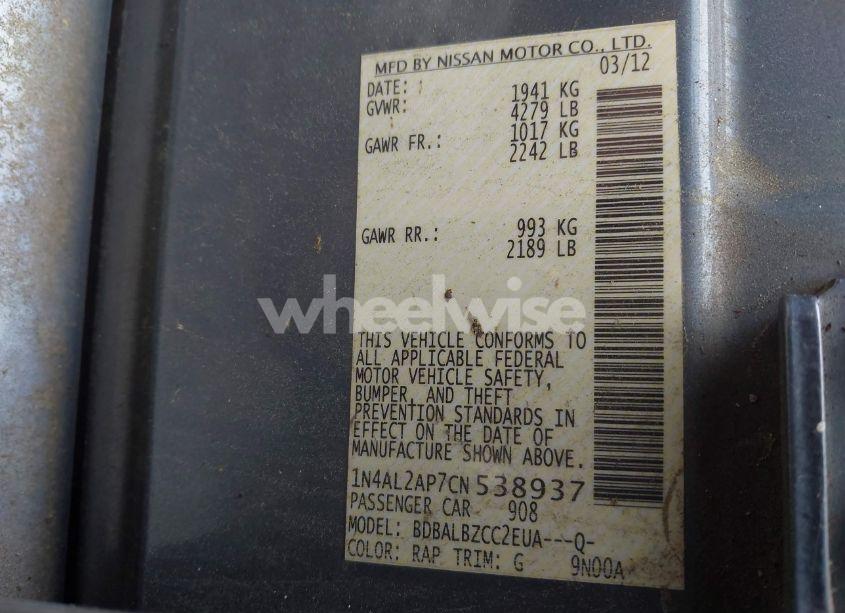 MFD BY NISSAN MOTOR CO., LTD.
DATE: 03/12
GVWR: 1941 KG
4279 LB
GAWR FR.: 1017 KG
2242 LB
GAWR RR.: 993 KG
2189 LB
wheelwise
THIS VEHICLE CONFORMS TO
ALL APPLICABLE FEDERAL
MOTOR VEHICLE SAFETY,
BUMPER, AND THEFT
PREVENTION STANDARDS IN
EFFECT ON THE DATE OF
MANUFACTURE SHOWN ABOVE.
1N4AL2AP7CN538937
PASSENGER CAR 908
MODEL: BDBALBZCC2EUA---Q-
COLOR: RAP TRIM: G 9N00A